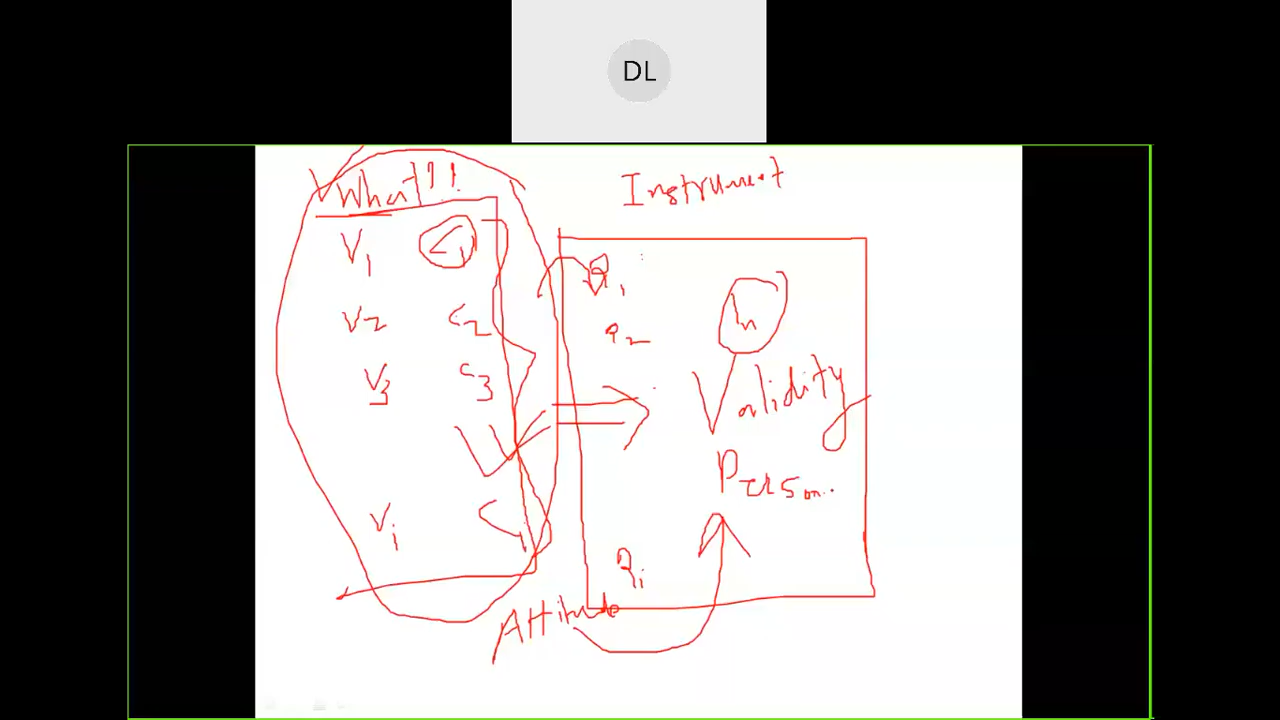 DL
What?!
Instrument
V1 C1
Q1
V2 C2
Q2
V3 C3
Validity
Person
Vi Ci
Qi
Attitude